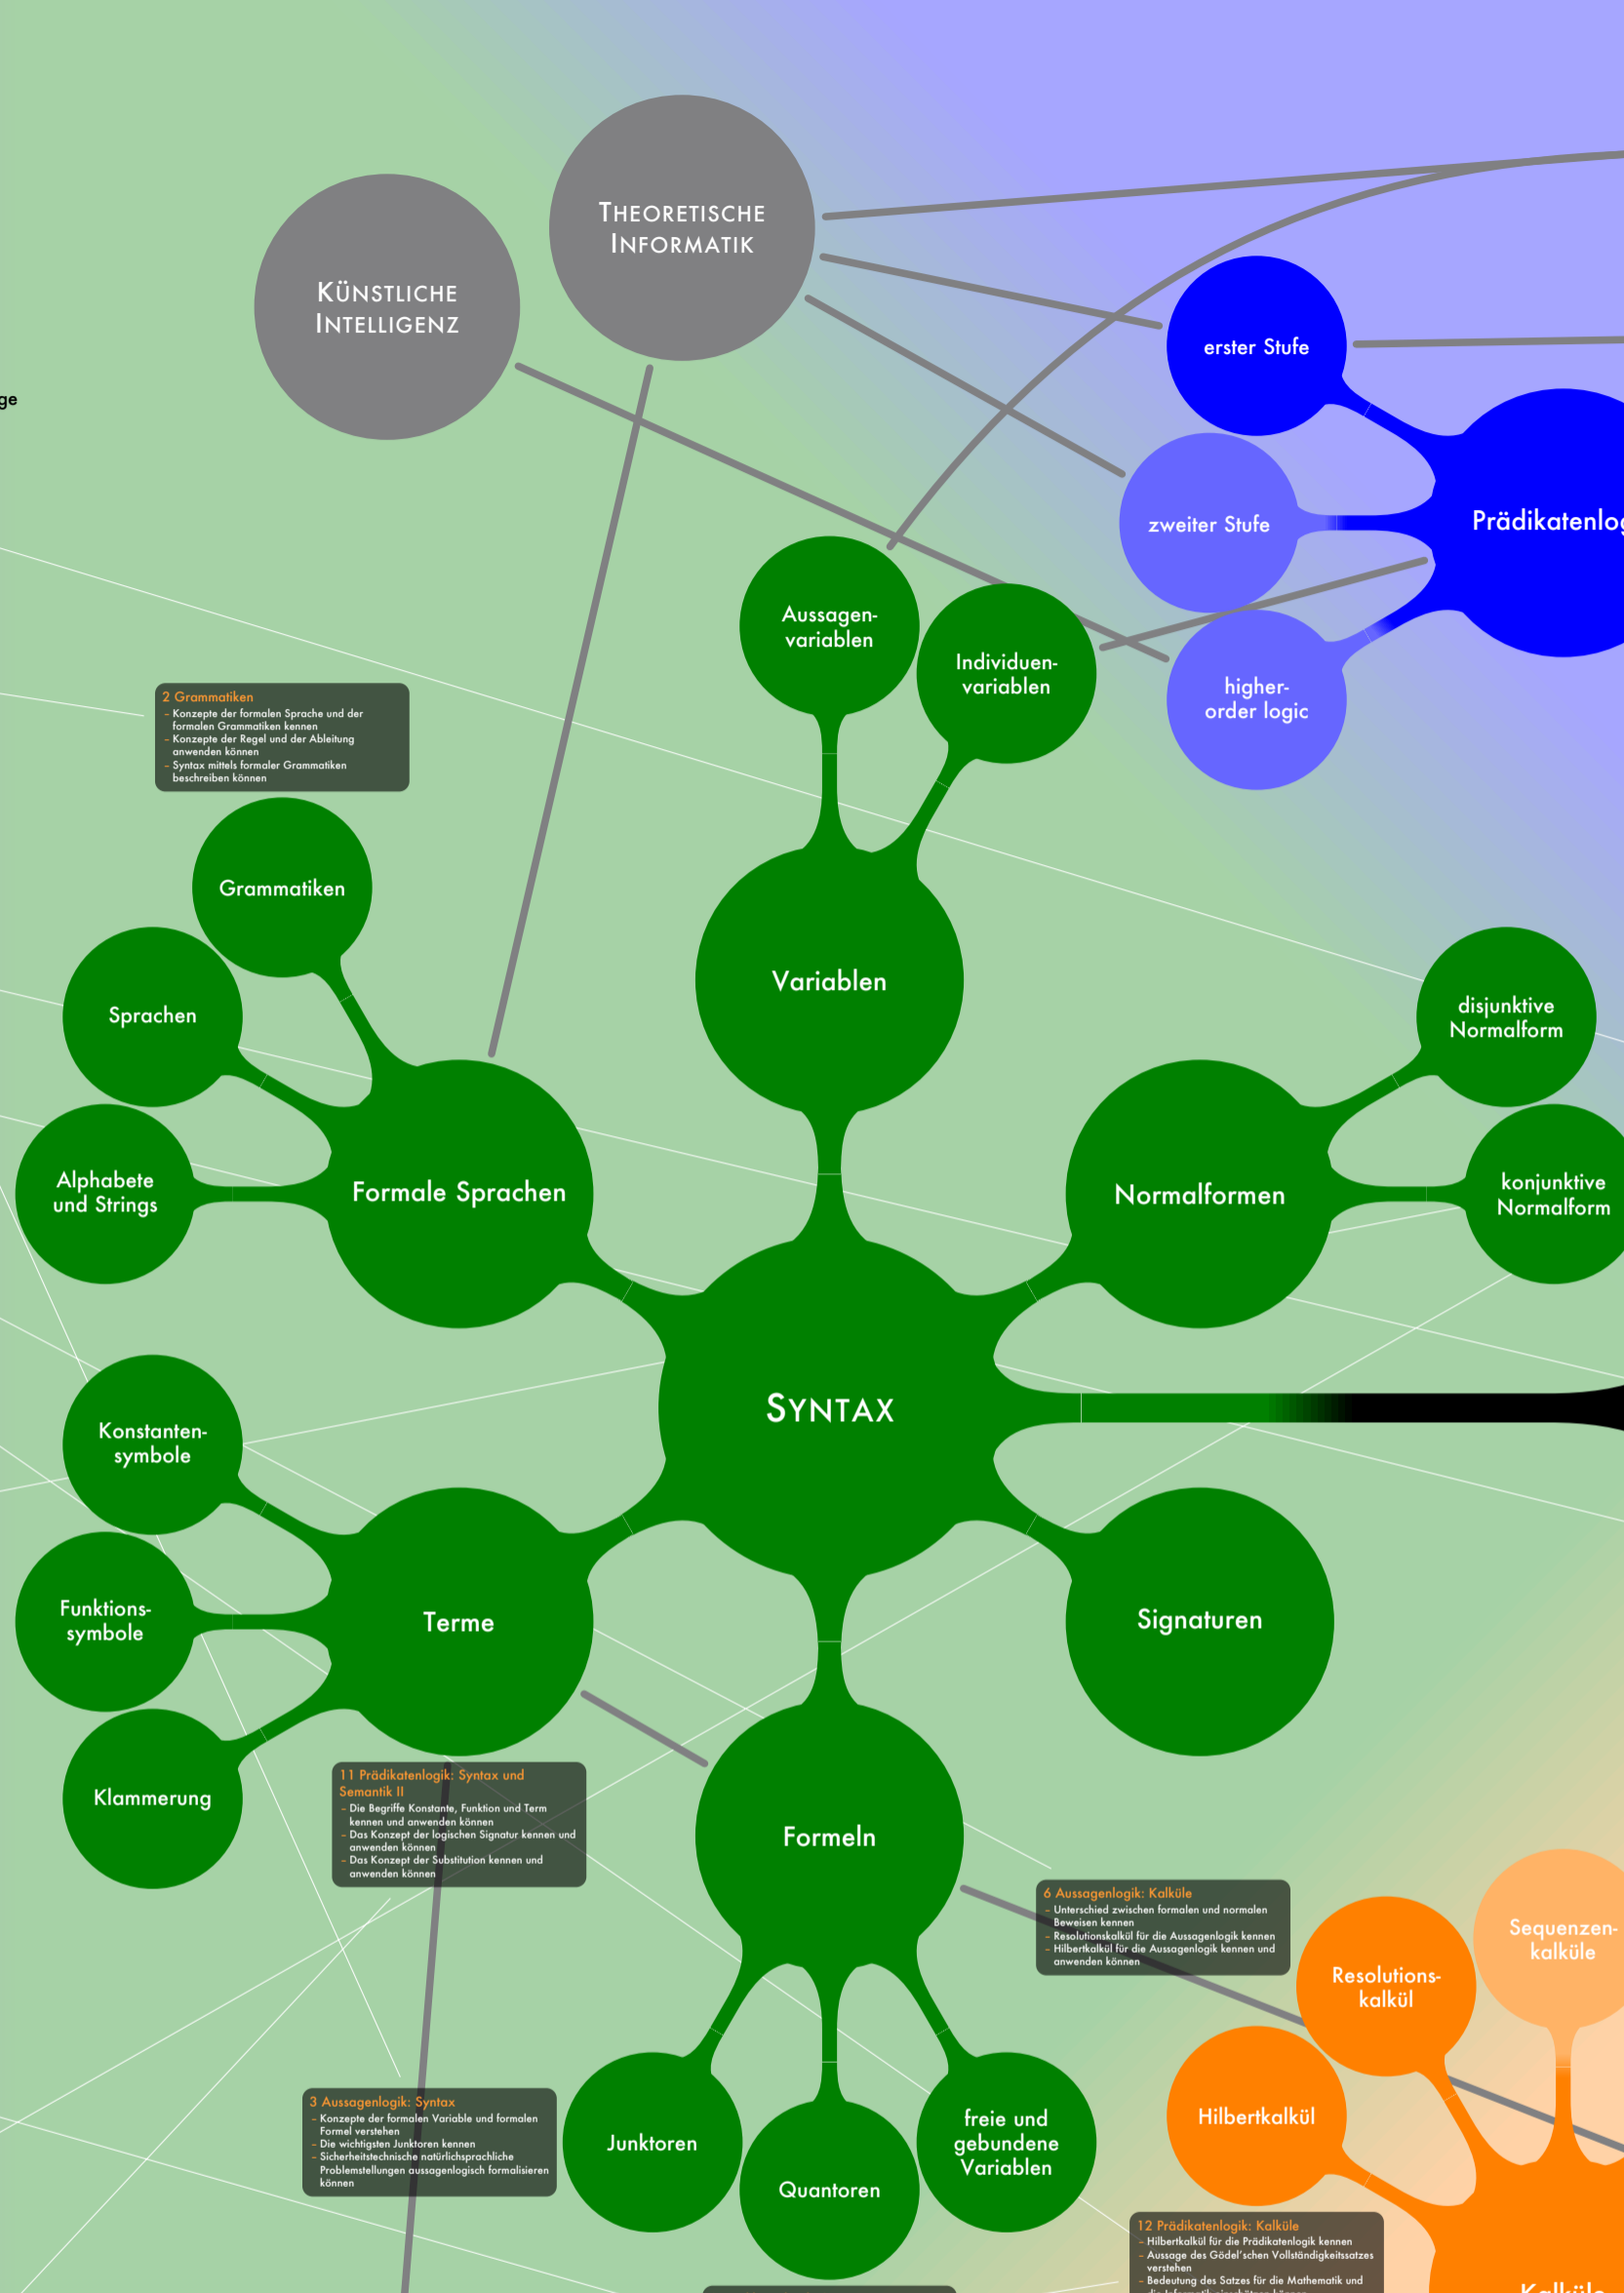 THEORETISCHE
INFORMATIK
KÜNSTLICHE
INTELLIGENZ
erster Stufe
ge
zweiter Stufe
Prädikatenlog
Aussagen-
variablen
Individuen-
variablen
higher-
order logic
2 Grammatiken
– Konzepte der formalen Sprache und der
formalen Grammatiken kennen
– Konzepte der Regel und der Ableitung
anwenden können
– Syntax mittels formaler Grammatiken
beschreiben können
Grammatiken
Sprachen
Variablen
disjunktive
Normalform
Alphabete
und Strings
Formale Sprachen
Normalformen
konjunktive
Normalform
SYNTAX
Konstanten-
symbole
Funktions-
symbole
Terme
Signaturen
Klammerung
11 Prädikatenlogik: Syntax und
Semantik II
– Die Begriffe Konstante, Funktion und Term
kennen und anwenden können
– Das Konzept der logischen Signatur kennen und
anwenden können
– Das Konzept der Substitution kennen und
anwenden können
Formeln
6 Aussagenlogik: Kalküle
– Unterschied zwischen formalen und normalen
Beweisen kennen
– Resolutionskalkül für die Aussagenlogik kennen
– Hilbertkalkül für die Aussagenlogik kennen und
anwenden können
Sequenzen-
kalküle
Resolutions-
kalkül
3 Aussagenlogik: Syntax
– Konzepte der formalen Variable und formalen
Formel verstehen
– Die wichtigsten Junktoren kennen
– Sicherheitstechnische natürlichsprachliche
Problemstellungen aussagenlogisch formalisieren
können
Junktoren
Quantoren
freie und
gebundene
Variablen
Hilbertkalkül
12 Prädikatenlogik: Kalküle
– Hilbertkalkül für die Prädikatenlogik kennen
– Aussage des Gödel'schen Vollständigkeitssatzes
verstehen
– Bedeutung des Satzes für die Mathematik und
die Informatik einschätzen können
Kalküle